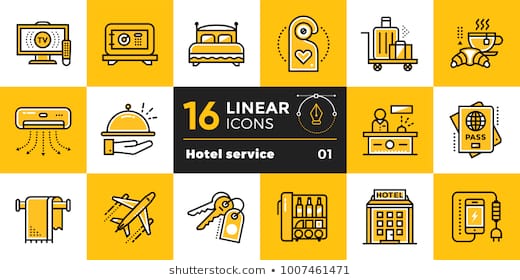 TV
16 LINEAR
ICONS
Hotel service 01
PASS
HOTEL
shutterstock.com • 1007461471